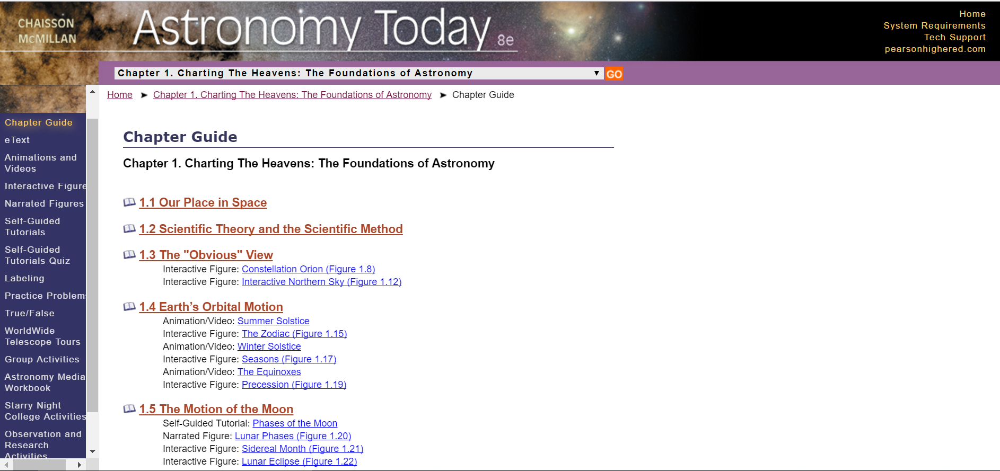 CHAISSON
McMILLAN
Astronomy Today 8e
Home
System Requirements
Tech Support
pearsonhighered.com
Chapter 1. Charting The Heavens: The Foundations of Astronomy
GO
Home ➤ Chapter 1. Charting The Heavens: The Foundations of Astronomy ➤ Chapter Guide
Chapter Guide
eText
Animations and
Videos
Interactive Figure
Narrated Figures
Self-Guided
Tutorials
Self-Guided
Tutorials Quiz
Labeling
Practice Problems
True/False
WorldWide
Telescope Tours
Group Activities
Astronomy Media
Workbook
Starry Night
College Activities
Observation and
Research
Activities
Chapter Guide
Chapter 1. Charting The Heavens: The Foundations of Astronomy
1.1 Our Place in Space
1.2 Scientific Theory and the Scientific Method
1.3 The "Obvious" View
Interactive Figure: Constellation Orion (Figure 1.8)
Interactive Figure: Interactive Northern Sky (Figure 1.12)
1.4 Earth’s Orbital Motion
Animation/Video: Summer Solstice
Interactive Figure: The Zodiac (Figure 1.15)
Animation/Video: Winter Solstice
Interactive Figure: Seasons (Figure 1.17)
Animation/Video: The Equinoxes
Interactive Figure: Precession (Figure 1.19)
1.5 The Motion of the Moon
Self-Guided Tutorial: Phases of the Moon
Narrated Figure: Lunar Phases (Figure 1.20)
Interactive Figure: Sidereal Month (Figure 1.21)
Interactive Figure: Lunar Eclipse (Figure 1.22)